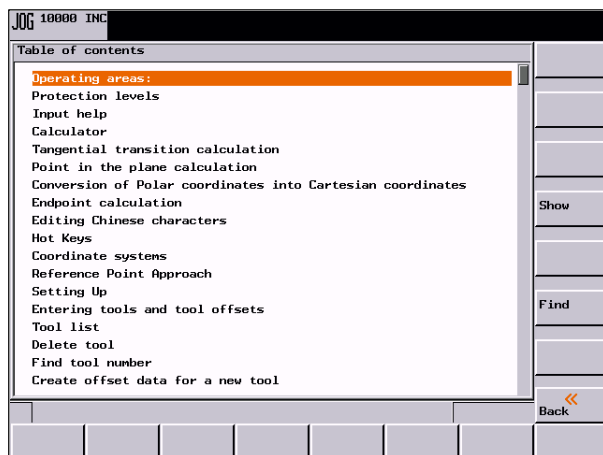 JOG 10000 INC
Table of contents
Operating areas:
Protection levels
Input help
Calculator
Tangential transition calculation
Point in the plane calculation
Conversion of Polar coordinates into Cartesian coordinates
Endpoint calculation
Editing Chinese characters
Hot Keys
Coordinate systems
Reference Point Approach
Setting Up
Entering tools and tool offsets
Tool list
Delete tool
Find tool number
Create offset data for a new tool
Show
Find
«
Back